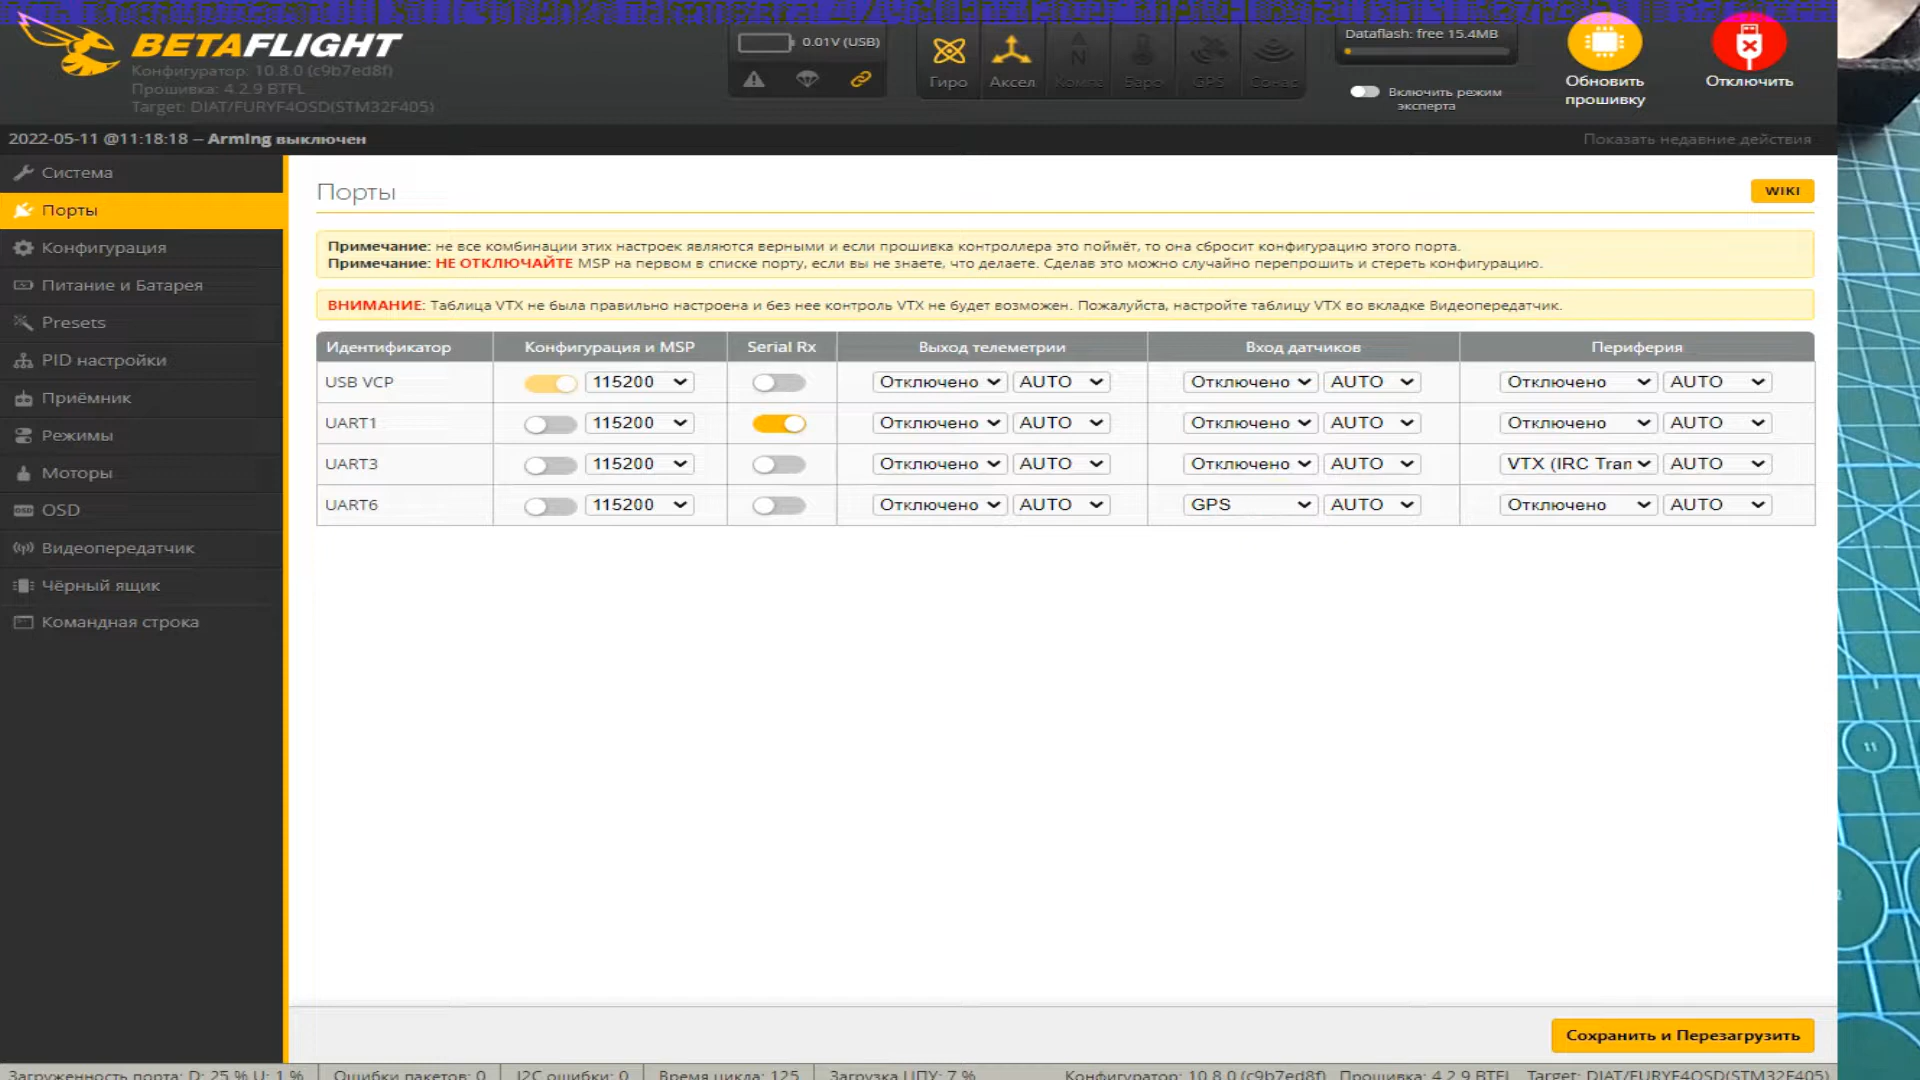 BETAFLIGHT
Конфигуратор: 10.8.0 (c9b7ed8f)
Прошивка: 4.2.9 BTFL
Target: DIAT/FURYF4OSD(STM32F405)
0.01V (USB)
Гиро
Аксел
Комп
Баро
GPS
Сонар
Dataflash: free 15.4MB
Включить режим
эксперта
Обновить
прошивку
Отключить
2022-05-11 @11:18:18 -- Arming выключен
Показать недавние действия
Система
Порты
Конфигурация
Питание и Батарея
Presets
PID настройки
Приёмник
Режимы
Моторы
OSD
Видеопередатчик
Чёрный ящик
Командная строка
Порты
WIKI
Примечание: не все комбинации этих настроек являются верными и если прошивка контроллера это поймёт, то она сбросит конфигурацию этого порта.
Примечание: НЕ ОТКЛЮЧАЙТЕ MSP на первом в списке порту, если вы не знаете, что делаете. Сделав это можно случайно перепрошить и стереть конфигурацию.
ВНИМАНИЕ: Таблица VTX не была правильно настроена и без нее контроль VTX не будет возможен. Пожалуйста, настройте таблицу VTX во вкладке Видеопередатчик.
Идентификатор Конфигурация и MSP Serial Rx Выход телеметрии Вход датчиков Периферия
USB VCP 115200 Отключено AUTO Отключено AUTO Отключено AUTO
UART1 115200 Отключено AUTO Отключено AUTO Отключено AUTO
UART3 115200 Отключено AUTO Отключено AUTO VTX (IRC Tran AUTO
UART6 115200 Отключено AUTO GPS AUTO Отключено AUTO
Сохранить и Перезагрузить
Загруженность порта: D: 25 % U: 1 % Ошибки пакетов: 0 I2C ошибки: 0 Время цикла: 125 Загрузка ЦПУ: 7 % Конфигуратор: 10.8.0 (c9b7ed8f) Прошивка: 4.2.9 BTFL Target: DIAT/FURYF4OSD(STM32F405)